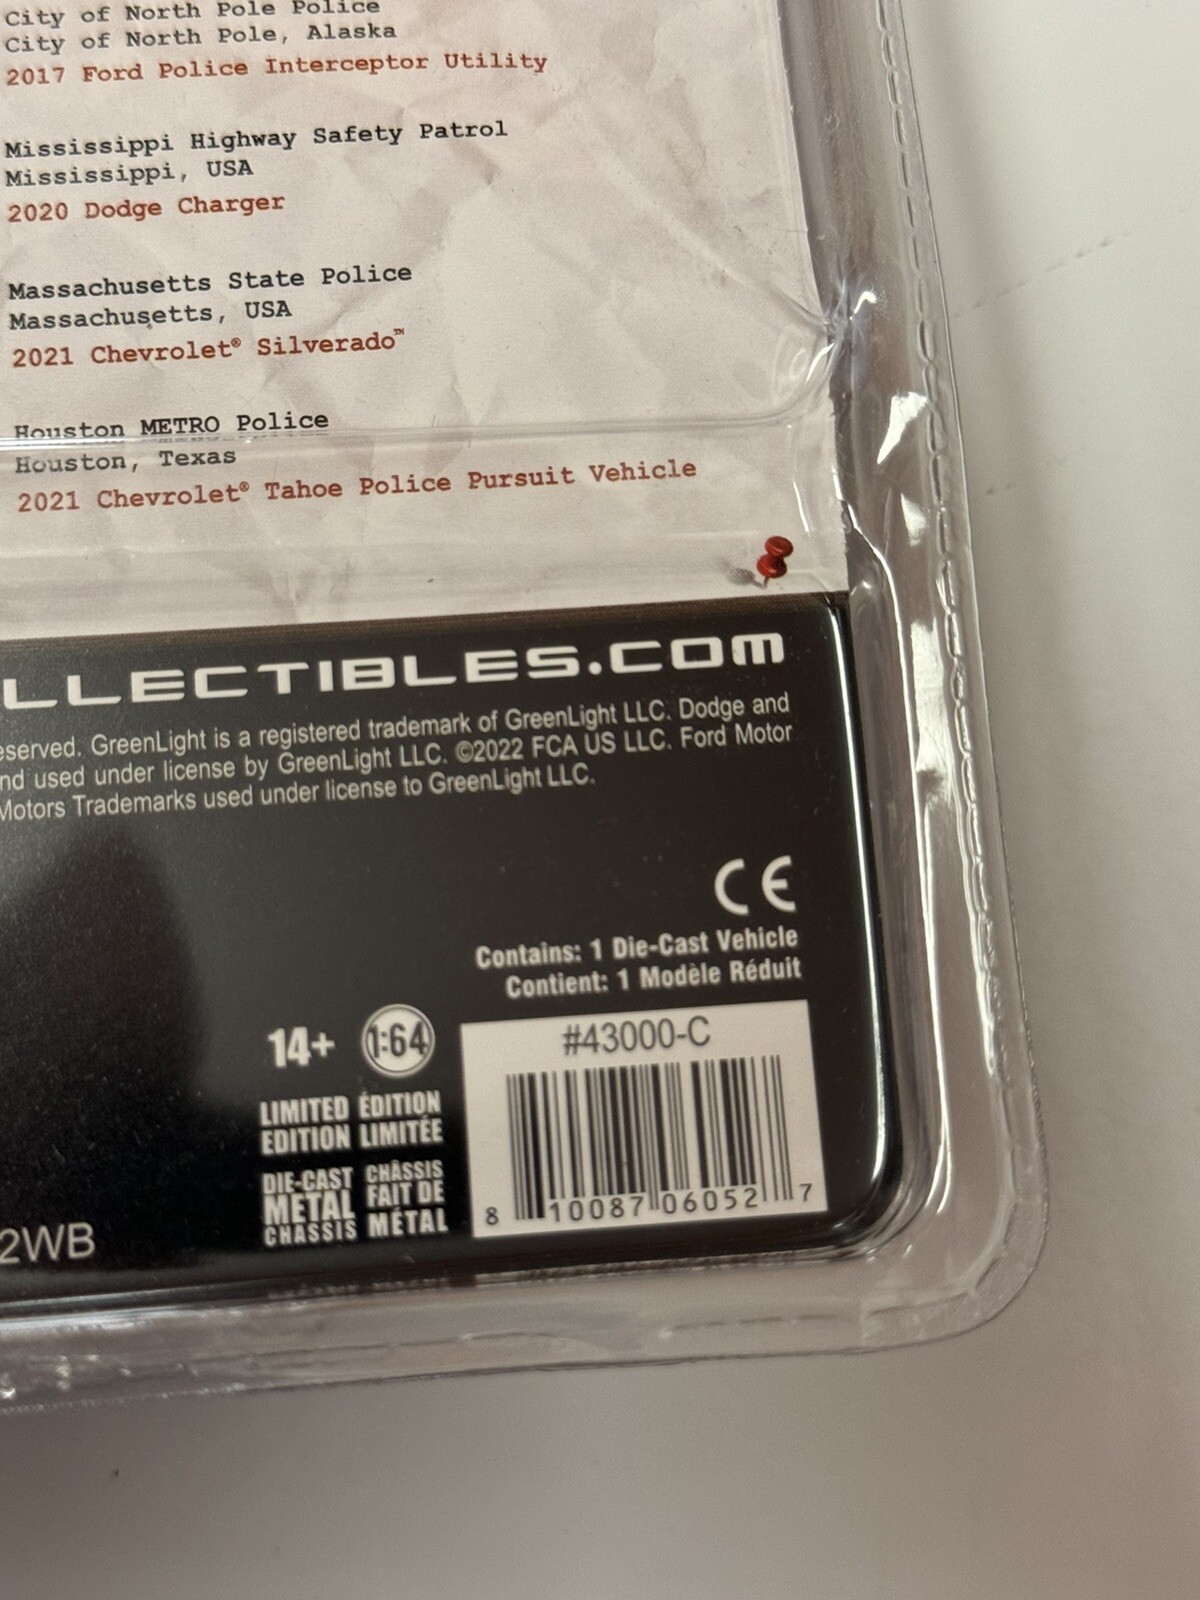 City of North Pole Police
City of North Pole, Alaska
2017 Ford Police Interceptor Utility
Mississippi Highway Safety Patrol
Mississippi, USA
2020 Dodge Charger
Massachusetts State Police
Massachusetts, USA
2021 Chevrolet® Silverado™
Houston METRO Police
Houston, Texas
2021 Chevrolet® Tahoe Police Pursuit Vehicle
LLECTIBLES.COM
eserved. GreenLight is a registered trademark of GreenLight LLC. Dodge and
nd used under license by GreenLight LLC. ©2022 FCA US LLC. Ford Motor
Motors Trademarks used under license to GreenLight LLC.
CE
Contains: 1 Die-Cast Vehicle
Contient: 1 Modèle Réduit
14+ 1:64
#43000-C
LIMITED ÉDITION
EDITION LIMITÉE
DIE-CAST CHÂSSIS
METAL FAIT DE
CHASSIS MÉTAL
8 10087 06052 7
2WB